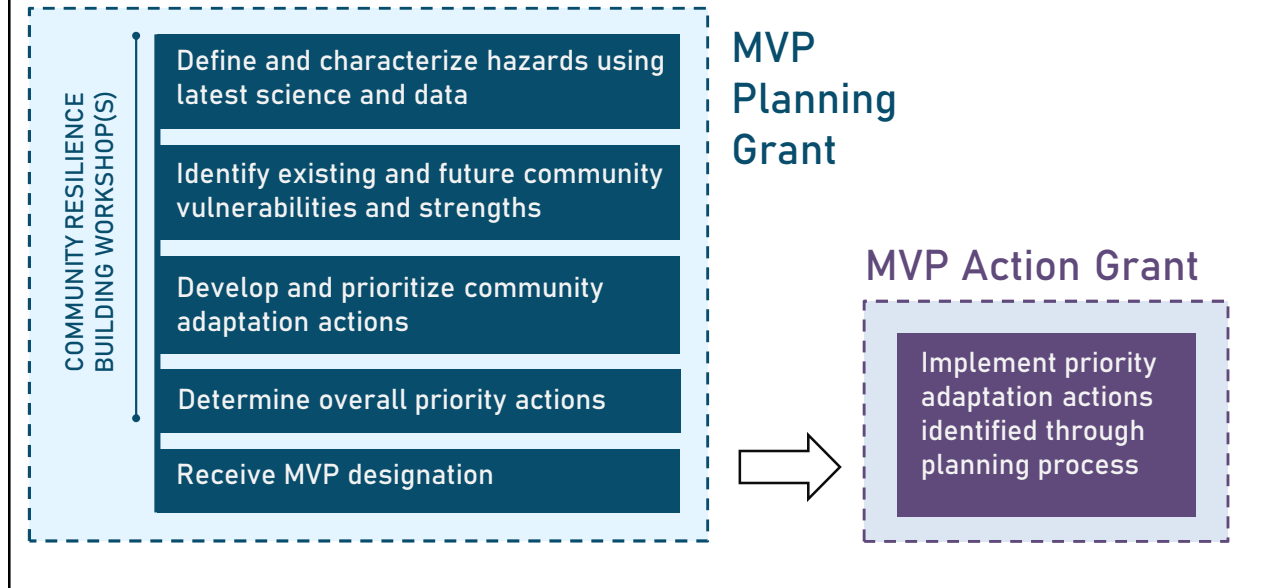 COMMUNITY RESILIENCE
BUILDING WORKSHOP(S)
Define and characterize hazards using
latest science and data
Identify existing and future community
vulnerabilities and strengths
Develop and prioritize community
adaptation actions
Determine overall priority actions
Receive MVP designation
MVP
Planning
Grant
MVP Action Grant
Implement priority
adaptation actions
identified through
planning process